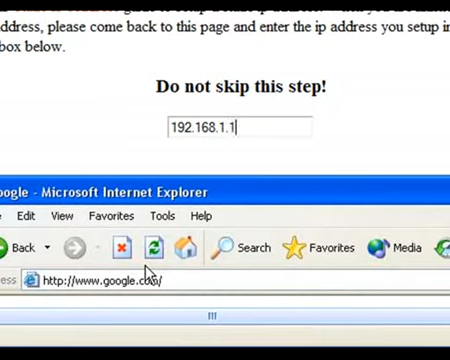 address, please come back to this page and enter the ip address you setup in
box below.
Do not skip this step!
192.168.1.1
oogle - Microsoft Internet Explorer
Edit View Favorites Tools Help
Back Search Favorites Media
ess http://www.google.com/